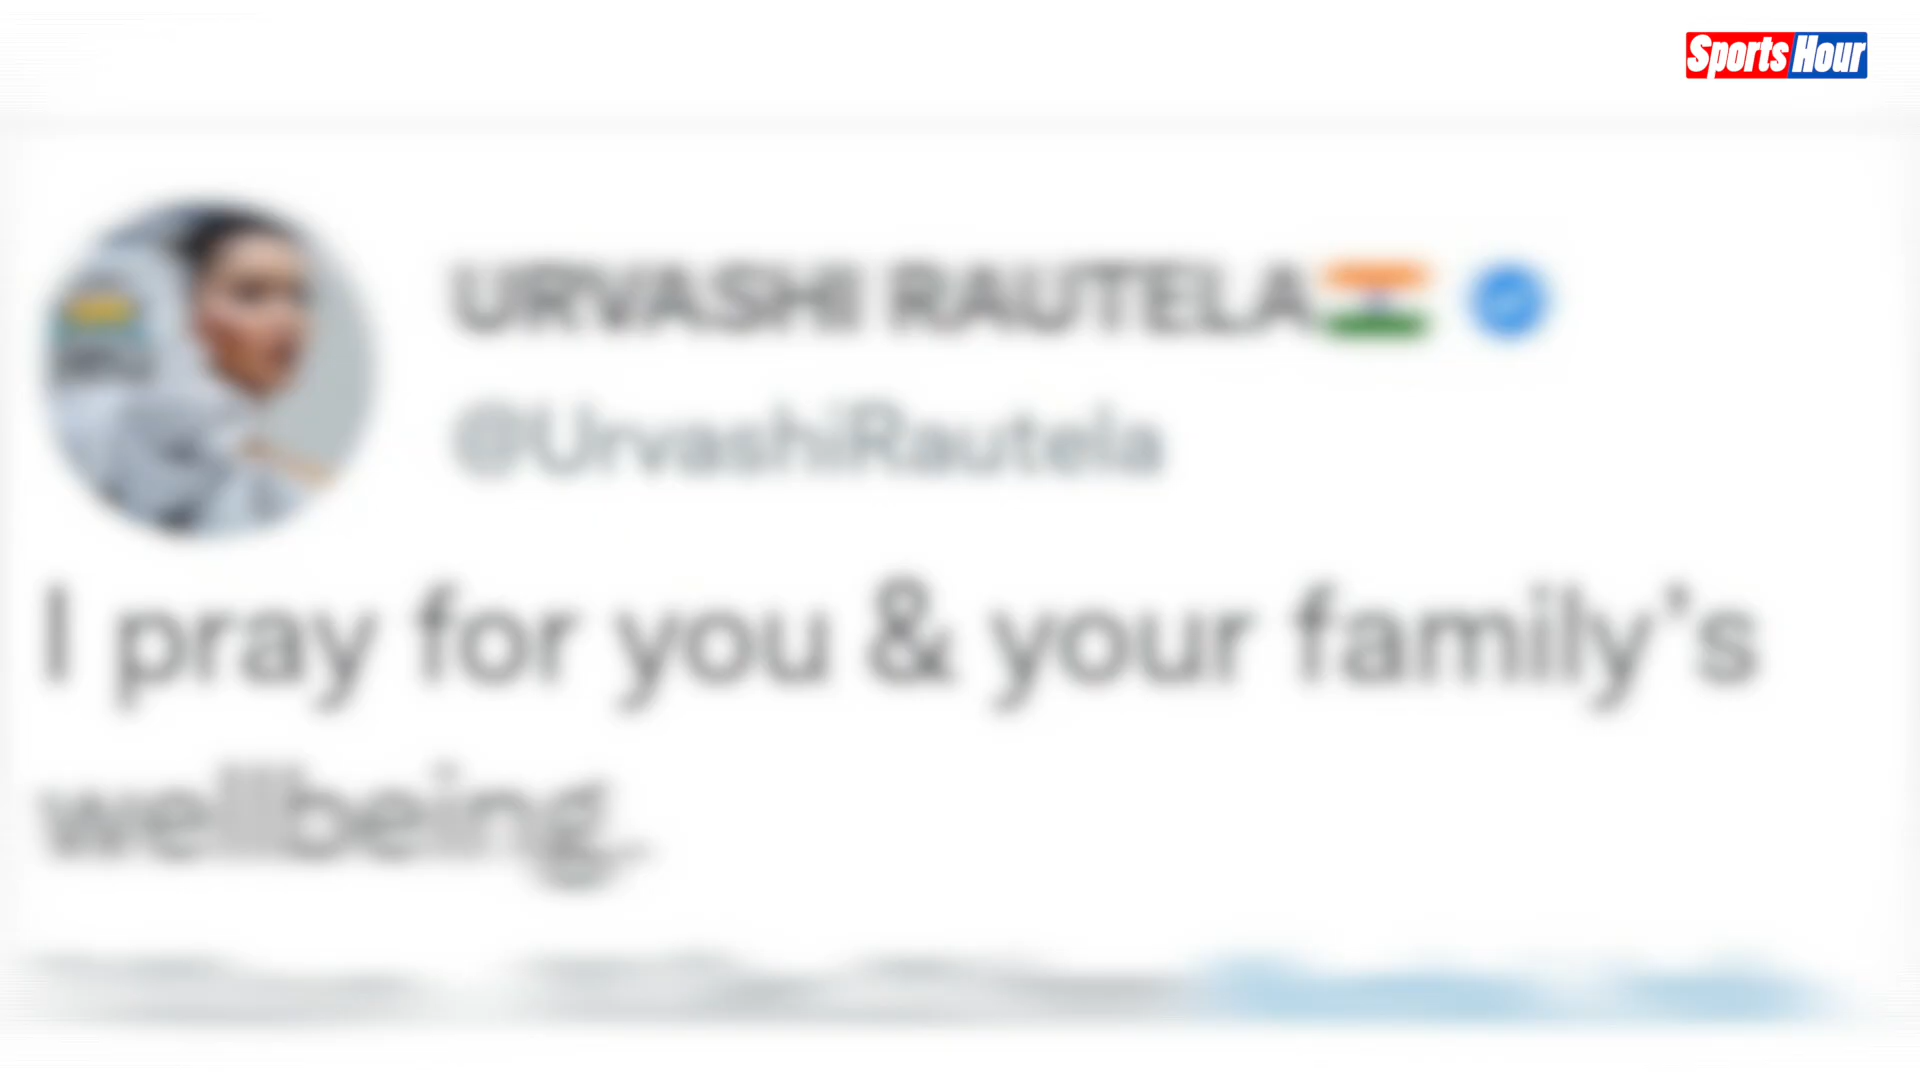 Sports Hour
URVASHI RAUTELA
@UrvashiRautela
I pray for you & your family's
wellbeing.